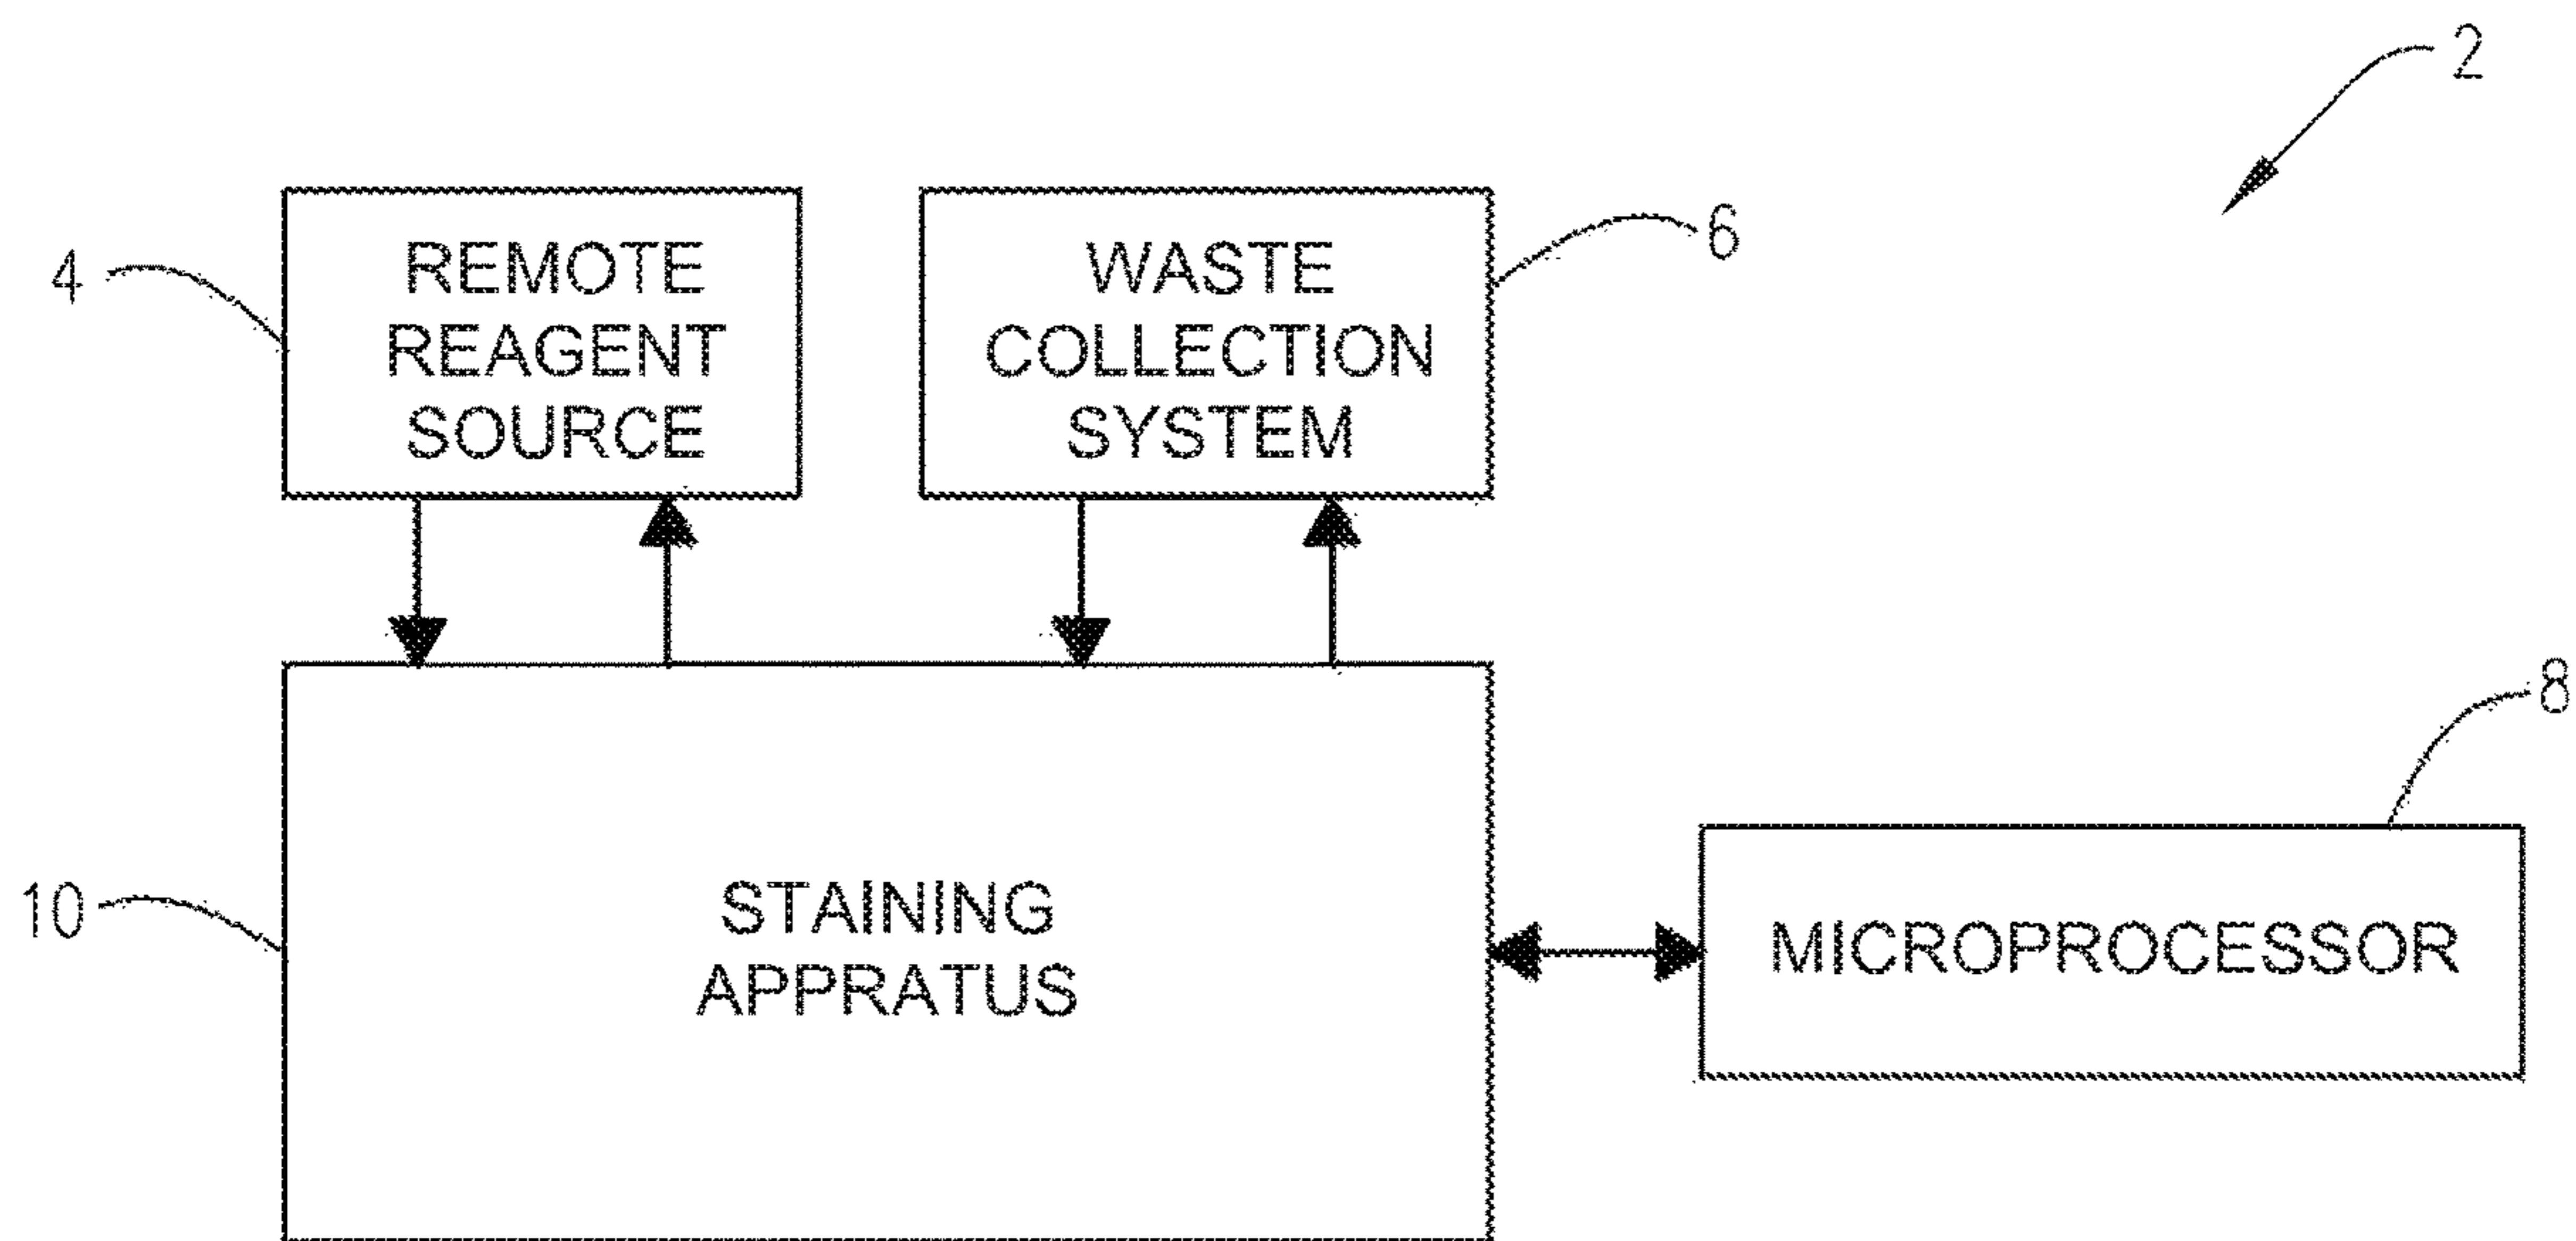 2
4
REMOTE
REAGENT
SOURCE
WASTE
COLLECTION
SYSTEM
6
8
10
STAINING
APPRATUS
MICROPROCESSOR